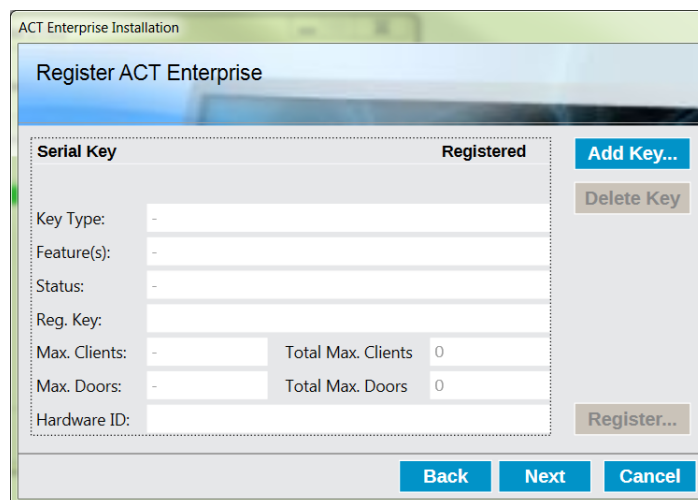 ACT Enterprise Installation
Register ACT Enterprise
Serial Key Registered
Add Key...
Delete Key
Key Type: -
Feature(s): -
Status: -
Reg. Key:
Max. Clients: - Total Max. Clients 0
Max. Doors: - Total Max. Doors 0
Hardware ID:
Register...
Back Next Cancel